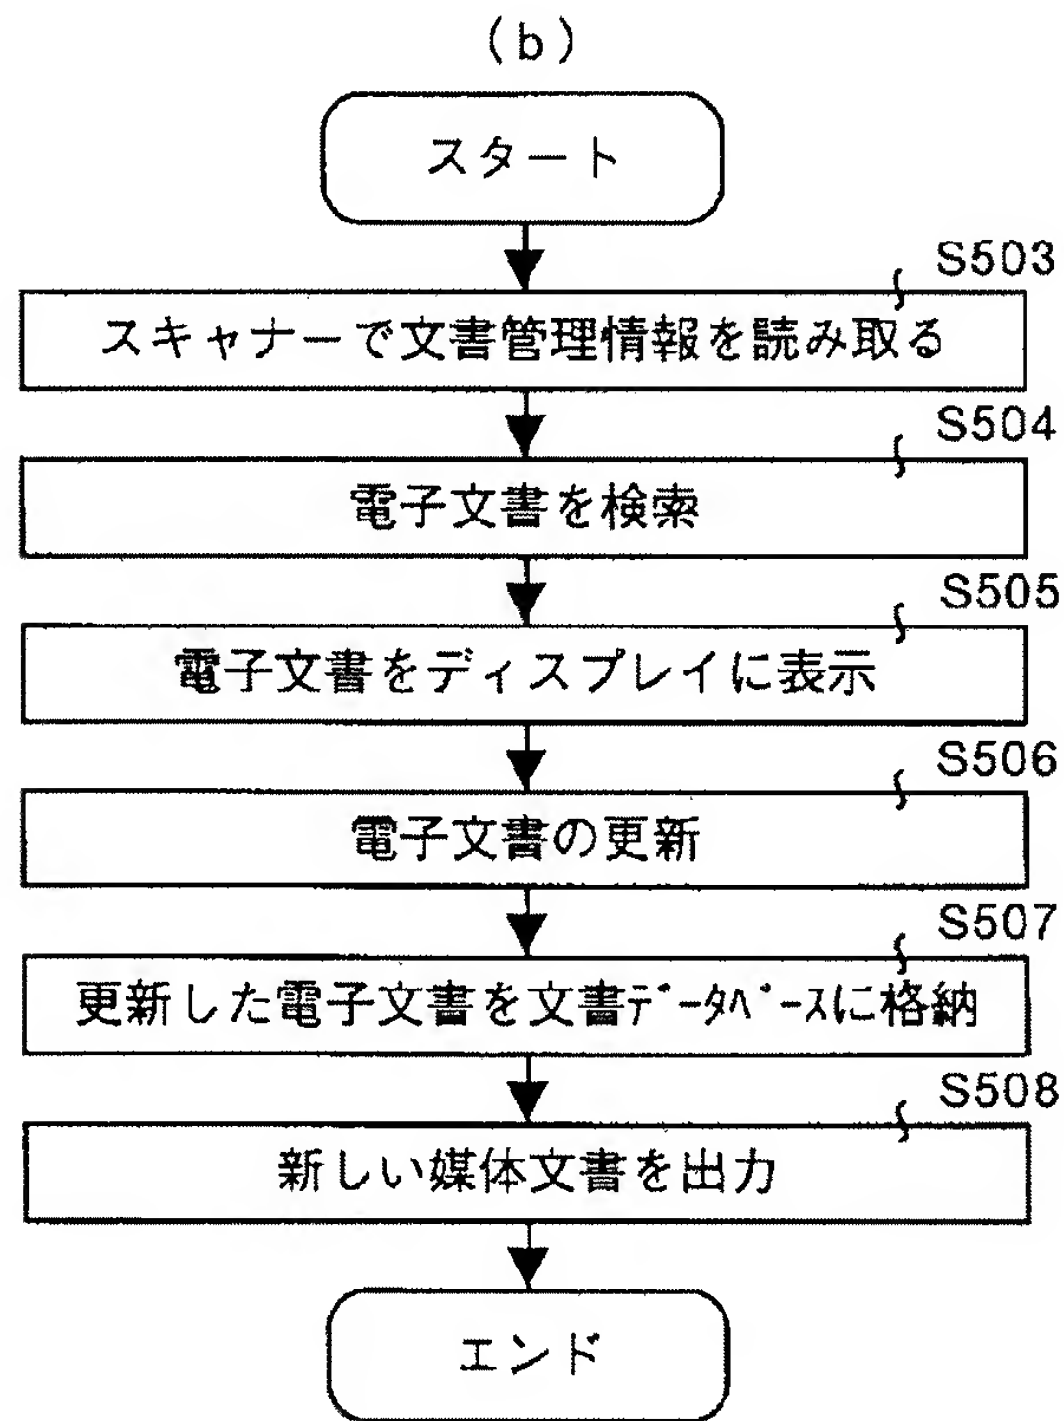 (b)
スタート
S503
スキャナーで文書管理情報を読み取る
S504
電子文書を検索
S505
電子文書をディスプレイに表示
S506
電子文書の更新
S507
更新した電子文書を文書ﾃﾞｰﾀﾍﾞｰｽに格納
S508
新しい媒体文書を出力
エンド